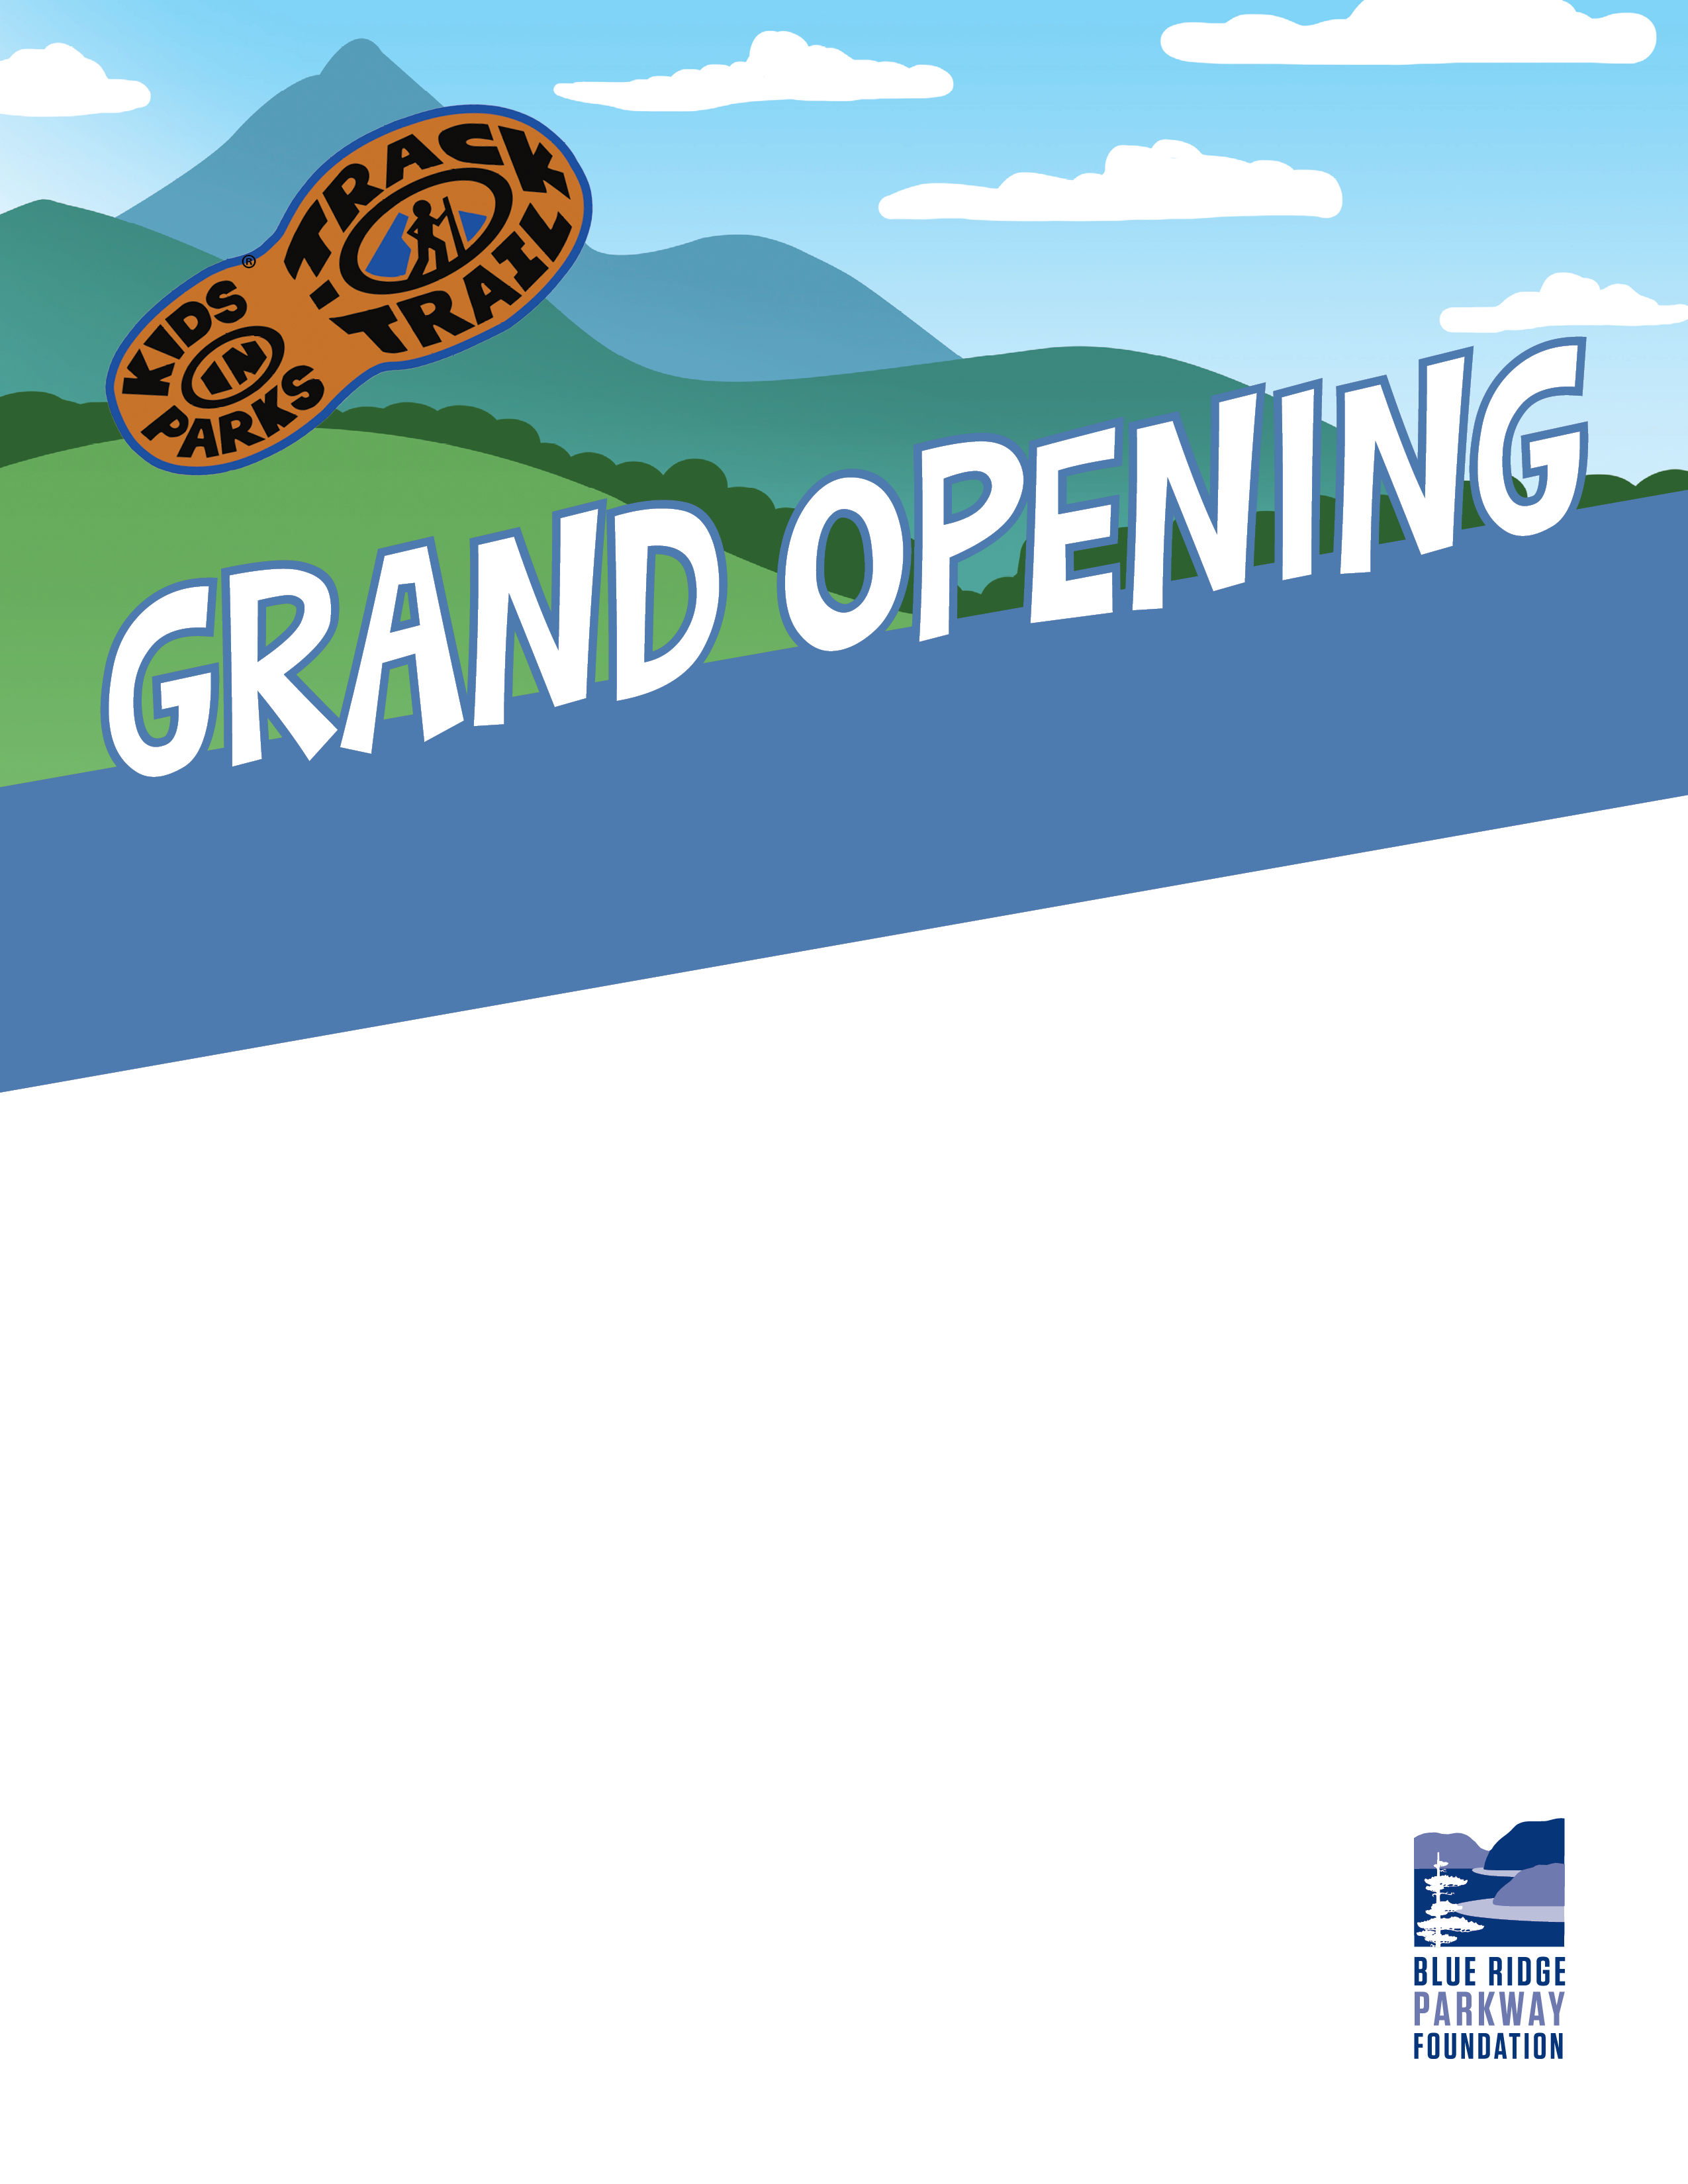 TRACK
TRAIL
®
KIDS
IN
PARKS
GRAND OPENING
BLUE RIDGE
PARKWAY
FOUNDATION